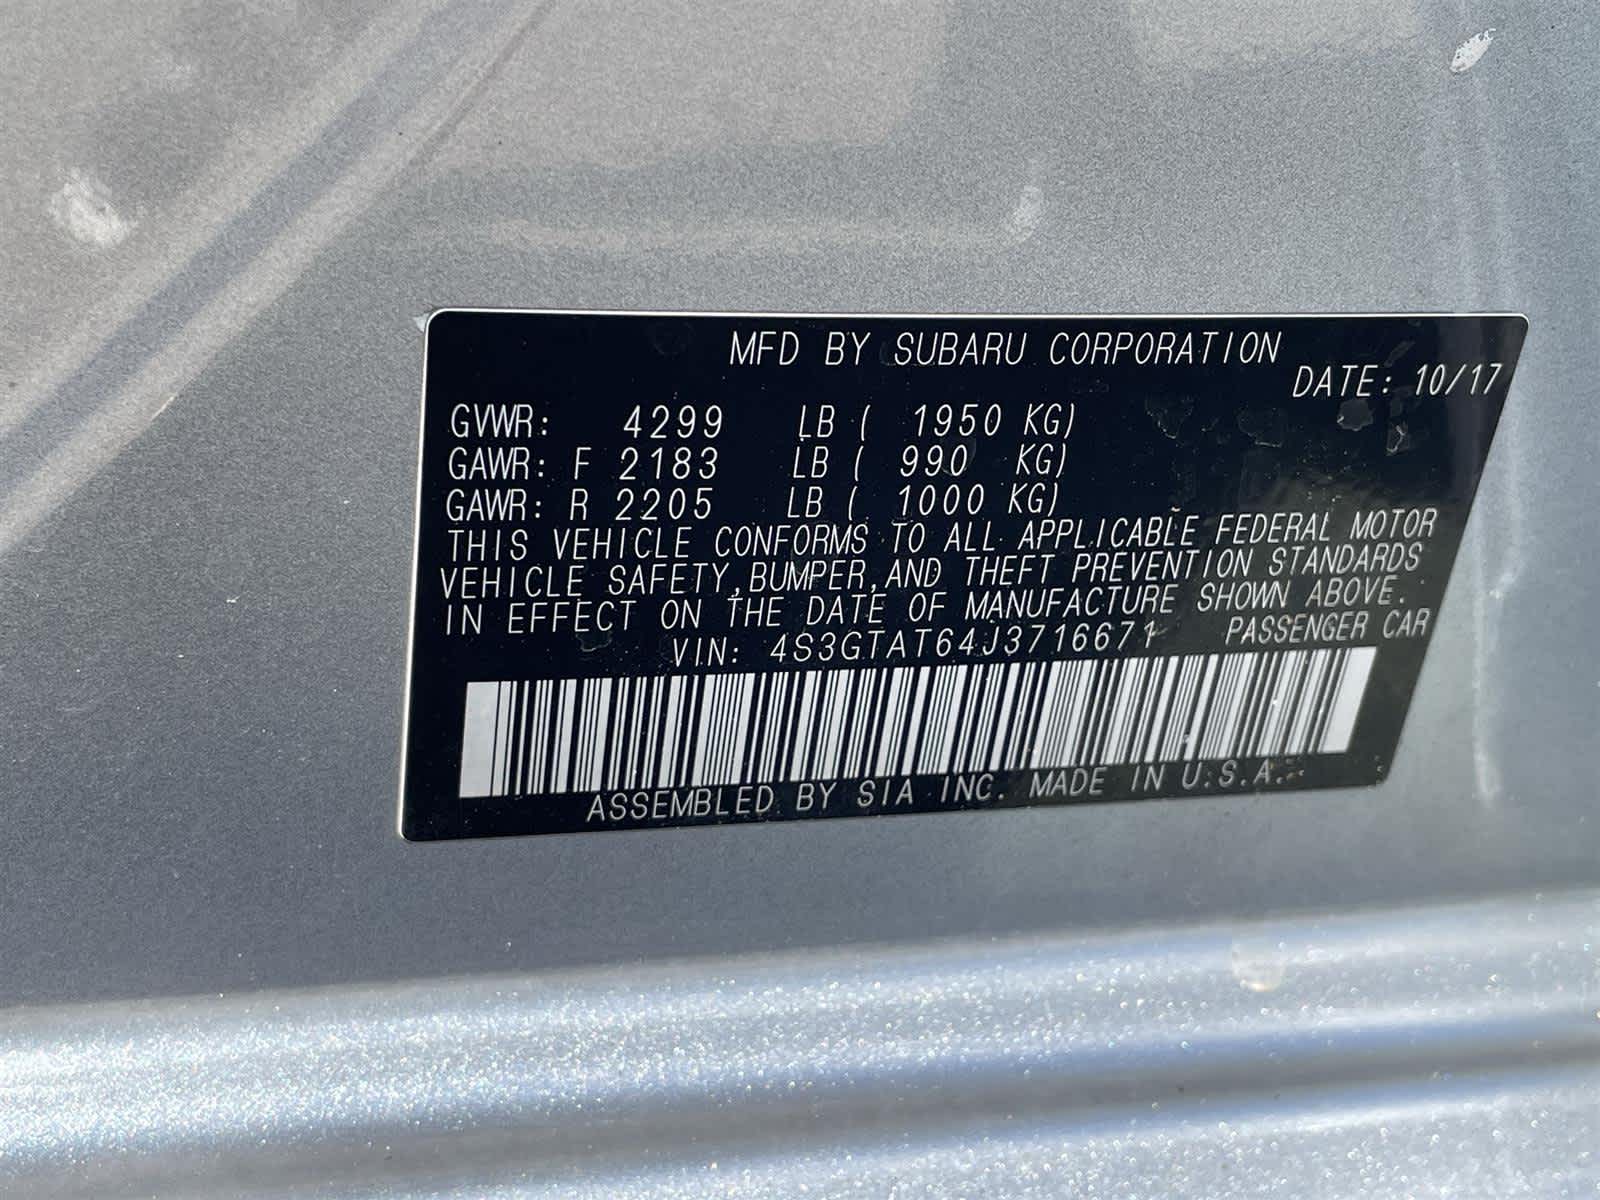 MFD BY SUBARU CORPORATION
DATE: 10/17
GVWR: 4299 LB ( 1950 KG)
GAWR: F 2183 LB ( 990 KG)
GAWR: R 2205 LB ( 1000 KG)
THIS VEHICLE CONFORMS TO ALL APPLICABLE FEDERAL MOTOR
VEHICLE SAFETY, BUMPER, AND THEFT PREVENTION STANDARDS
IN EFFECT ON THE DATE OF MANUFACTURE SHOWN ABOVE.
VIN: 4S3GTAT64J3716671 PASSENGER CAR
ASSEMBLED BY SIA INC. MADE IN U.S.A.